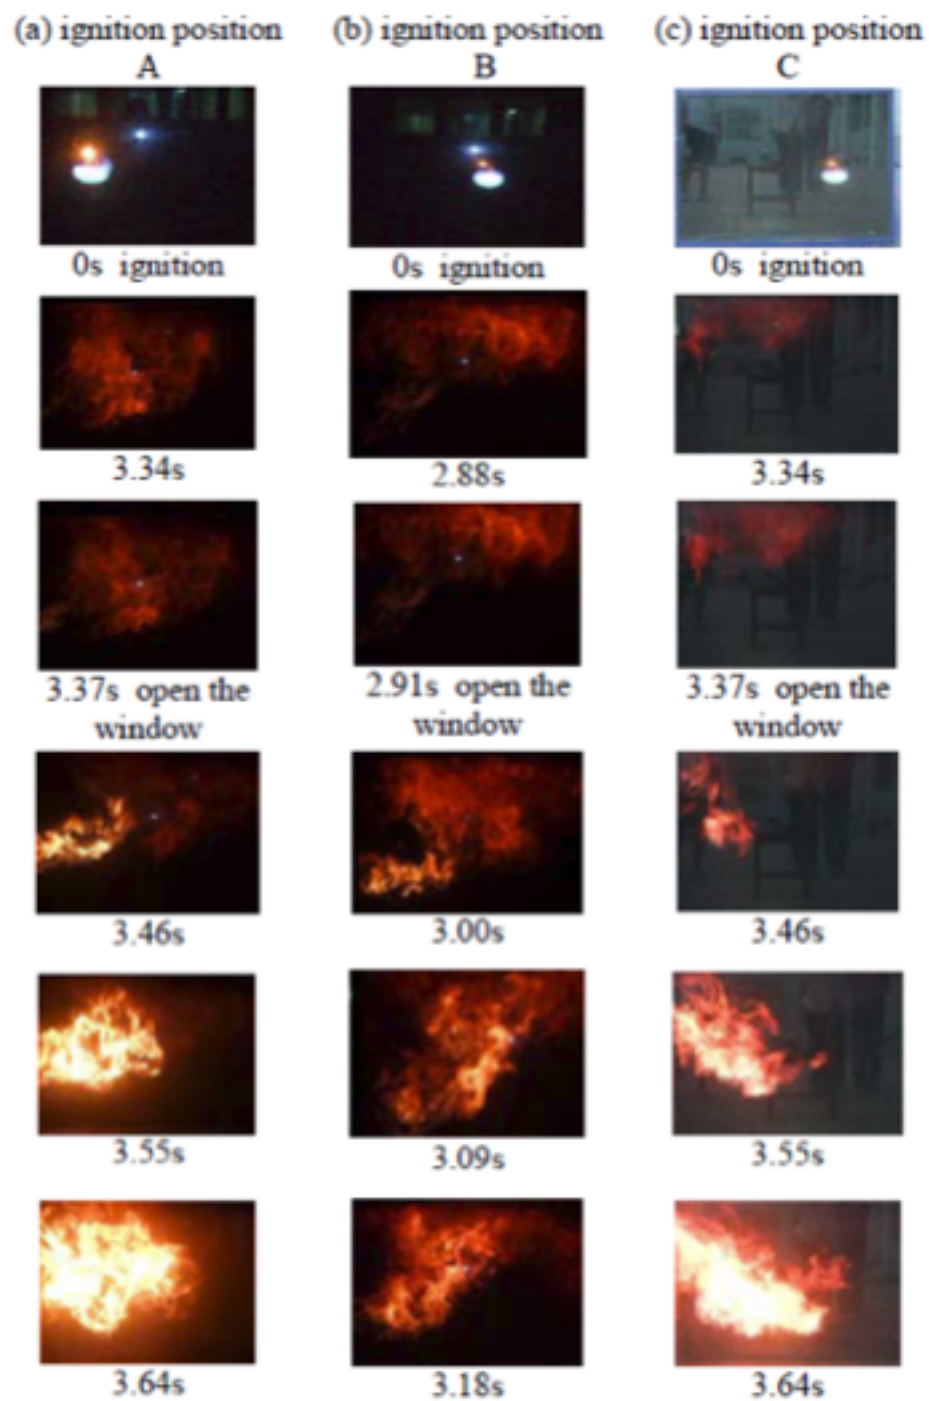 (a) ignition position
A
(b) ignition position
B
(c) ignition position
C
0s ignition
0s ignition
0s ignition
3.34s
2.88s
3.34s
3.37s open the
window
2.91s open the
window
3.37s open the
window
3.46s
3.00s
3.46s
3.55s
3.09s
3.55s
3.64s
3.18s
3.64s